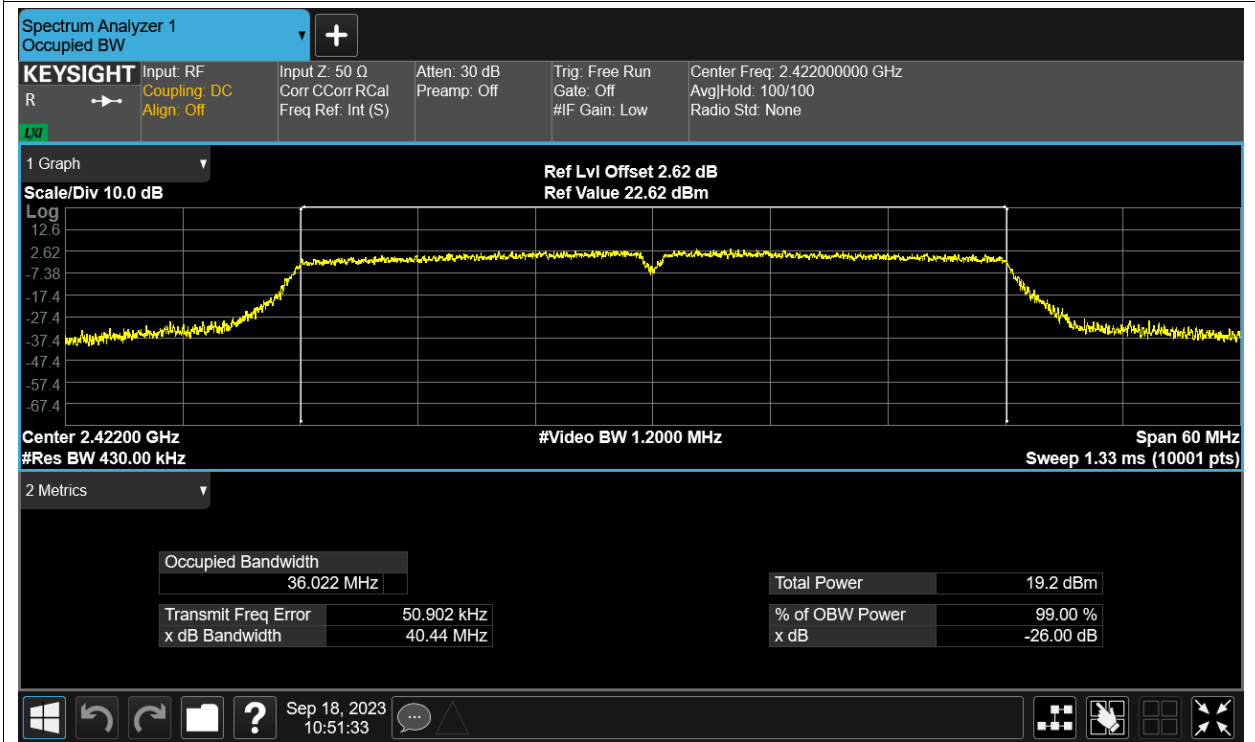 Spectrum Analyzer 1
Occupied BW
KEYSIGHT
R
LXI
Input: RF
Coupling: DC
Align: Off
Input Z: 50 Ω
Corr CCorr RCal
Freq Ref: Int (S)
Atten: 30 dB
Preamp: Off
Trig: Free Run
Gate: Off
#IF Gain: Low
Center Freq: 2.422000000 GHz
Avg|Hold: 100/100
Radio Std: None
1 Graph
Scale/Div 10.0 dB
Ref Lvl Offset 2.62 dB
Ref Value 22.62 dBm
Log
12.6
2.62
-7.38
-17.4
-27.4
-37.4
-47.4
-57.4
-67.4
Center 2.42200 GHz
#Video BW 1.2000 MHz
Span 60 MHz
#Res BW 430.00 kHz
Sweep 1.33 ms (10001 pts)
2 Metrics
Occupied Bandwidth
36.022 MHz
Transmit Freq Error 50.902 kHz
x dB Bandwidth 40.44 MHz
Total Power 19.2 dBm
% of OBW Power 99.00 %
x dB -26.00 dB
?
Sep 18, 2023
10:51:33